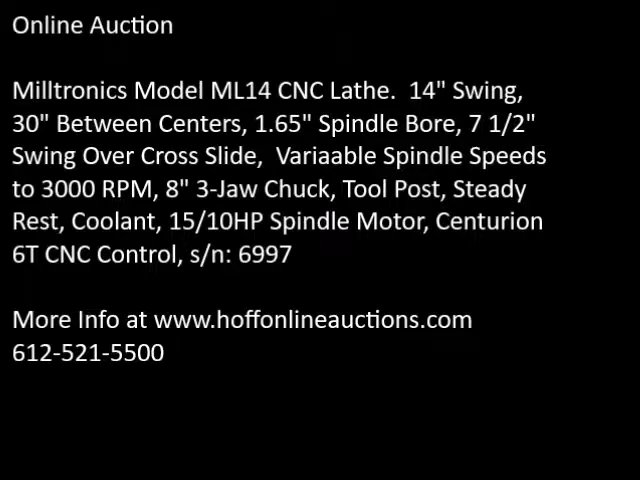 Online Auction
Milltronics Model ML14 CNC Lathe.  14" Swing,
30" Between Centers, 1.65" Spindle Bore, 7 1/2"
Swing Over Cross Slide,  Variaable Spindle Speeds
to 3000 RPM, 8" 3-Jaw Chuck, Tool Post, Steady
Rest, Coolant, 15/10HP Spindle Motor, Centurion
6T CNC Control, s/n: 6997
More Info at www.hoffonlineauctions.com
612-521-5500